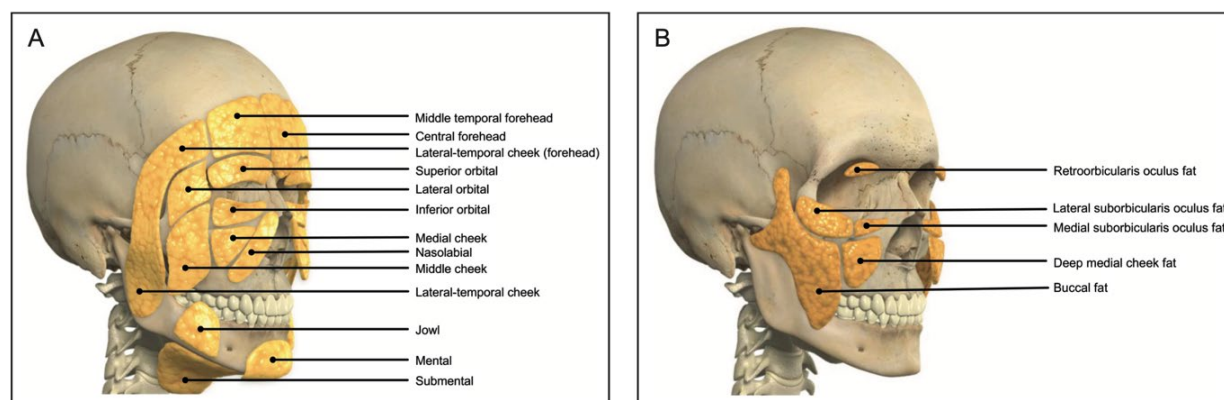 A
Middle temporal forehead
Central forehead
Lateral-temporal cheek (forehead)
Superior orbital
Lateral orbital
Inferior orbital
Medial cheek
Nasolabial
Middle cheek
Lateral-temporal cheek
Jowl
Mental
Submental
B
Retroorbicularis oculus fat
Lateral suborbicularis oculus fat
Medial suborbicularis oculus fat
Deep medial cheek fat
Buccal fat